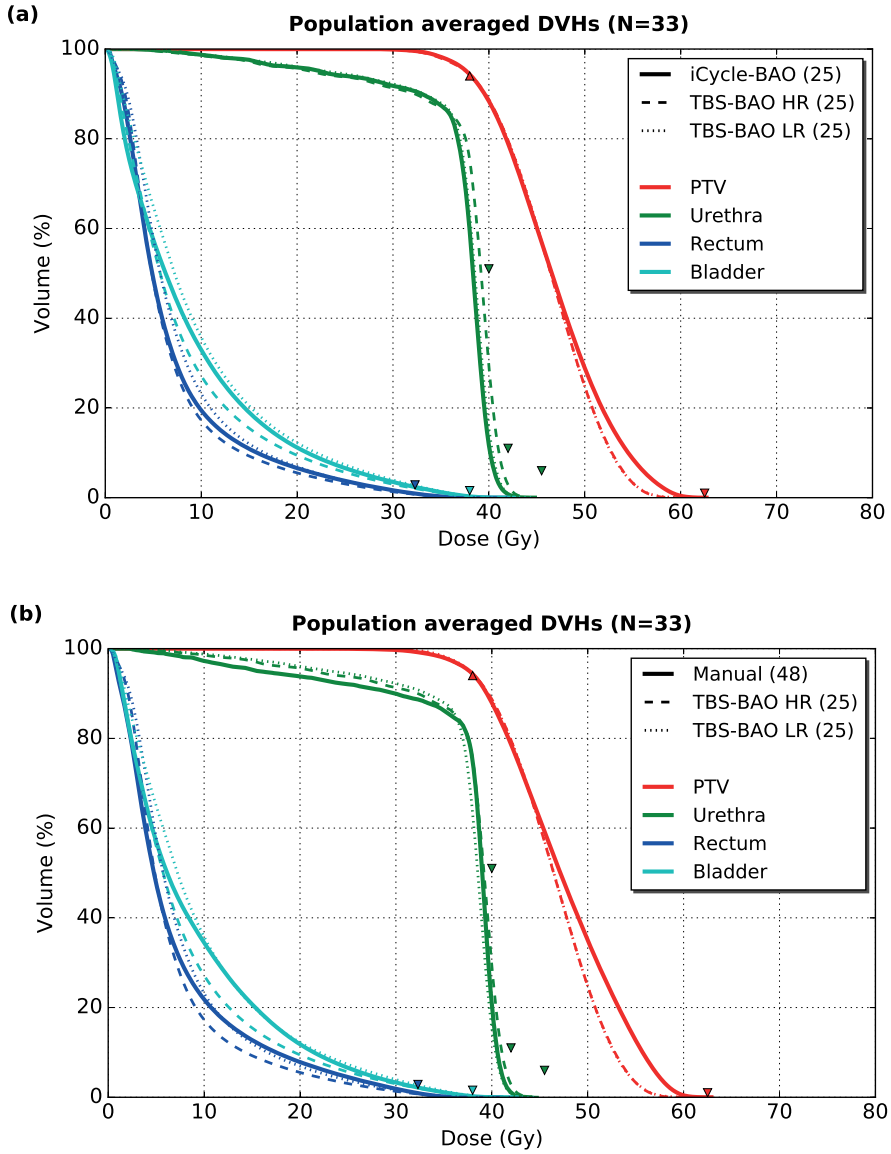 (a)
Population averaged DVHs (N=33)
100
80
60
40
20
0
Volume (%)
iCycle-BAO (25)
TBS-BAO HR (25)
TBS-BAO LR (25)
PTV
Urethra
Rectum
Bladder
0 10 20 30 40 50 60 70 80
Dose (Gy)
(b)
Population averaged DVHs (N=33)
100
80
60
40
20
0
Volume (%)
Manual (48)
TBS-BAO HR (25)
TBS-BAO LR (25)
PTV
Urethra
Rectum
Bladder
0 10 20 30 40 50 60 70 80
Dose (Gy)